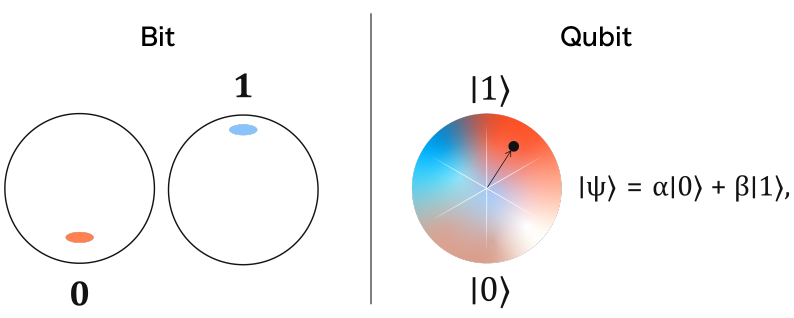 Bit
1
0
Qubit
|1⟩
|ψ⟩ = α|0⟩ + β|1⟩,
|0⟩